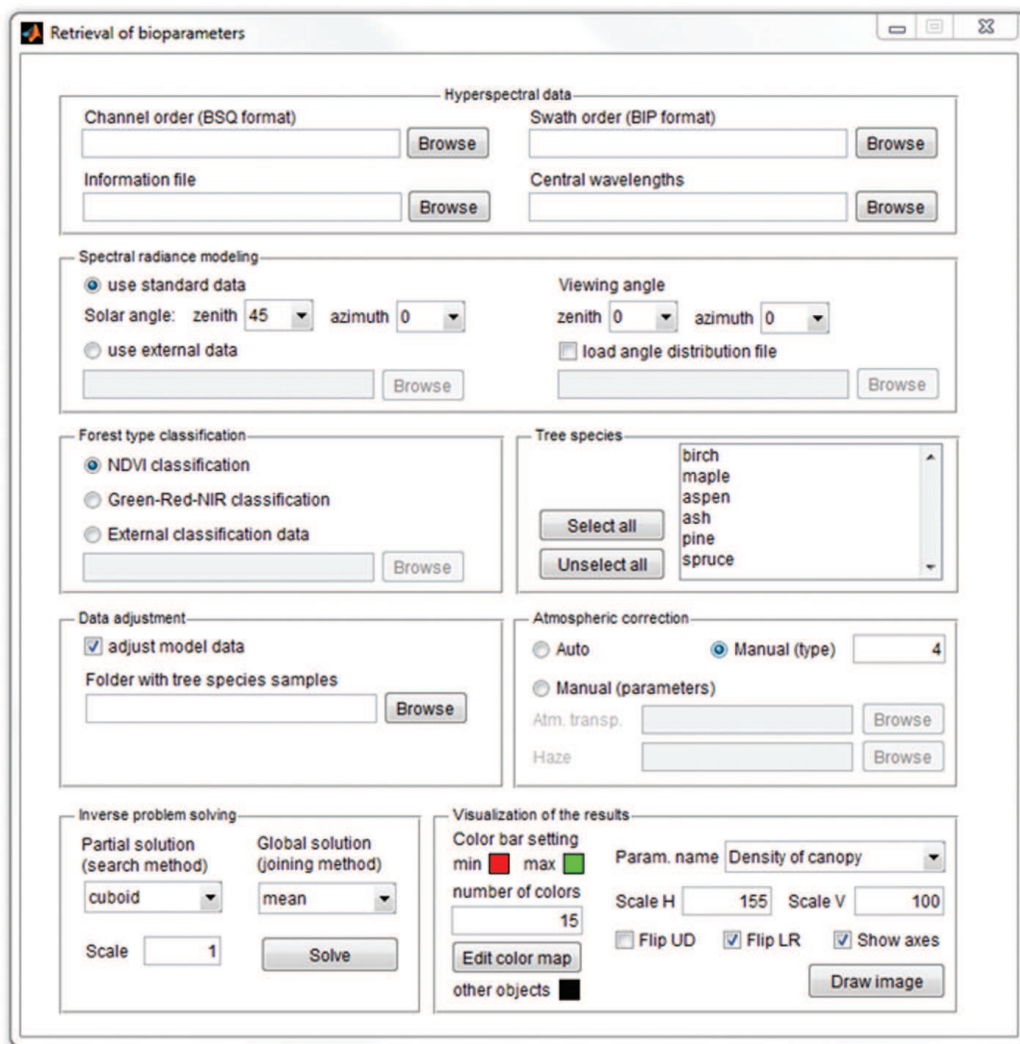 Retrieval of bioparameters
Hyperspectral data
Channel order (BSQ format)
Browse
Swath order (BIP format)
Browse
Information file
Browse
Central wavelengths
Browse
Spectral radiance modeling
use standard data
Solar angle: zenith 45 azimuth 0
use external data
Browse
Viewing angle
zenith 0 azimuth 0
load angle distribution file
Browse
Forest type classification
NDVI classification
Green-Red-NIR classification
External classification data
Browse
Tree species
Select all
Unselect all
birch
maple
aspen
ash
pine
spruce
Data adjustment
adjust model data
Folder with tree species samples
Browse
Atmospheric correction
Auto
Manual (type) 4
Manual (parameters)
Atm. transp. Browse
Haze Browse
Inverse problem solving
Partial solution
(search method)
cuboid
Global solution
(joining method)
mean
Scale 1
Solve
Visualization of the results
Color bar setting
min max
number of colors
15
Edit color map
other objects
Param. name Density of canopy
Scale H 155 Scale V 100
Flip UD Flip LR Show axes
Draw image